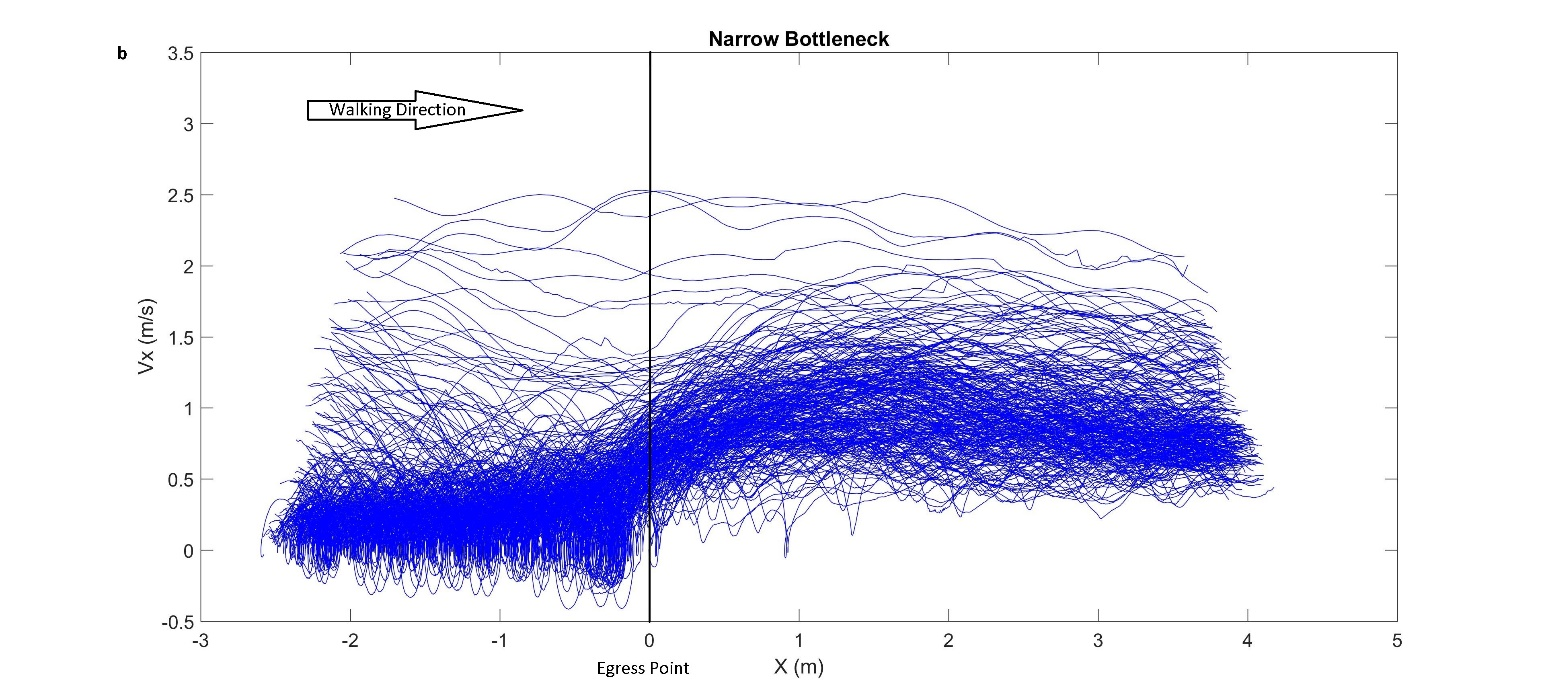 b
Narrow Bottleneck
3.5
3
2.5
2
1.5
1
0.5
0
-0.5
Vx (m/s)
Walking Direction
-3 -2 -1 0 1 2 3 4 5
Egress Point X (m)